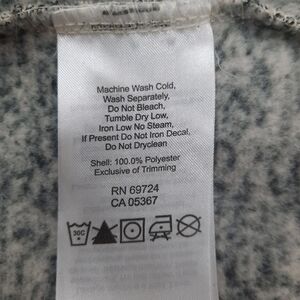 Machine Wash Cold,
Wash Separately,
Do Not Bleach,
Tumble Dry Low,
Iron Low No Steam,
If Present Do Not Iron Decal,
Do Not Dryclean
Shell: 100.0% Polyester
Exclusive of Trimming
RN 69724
CA 05367
30C